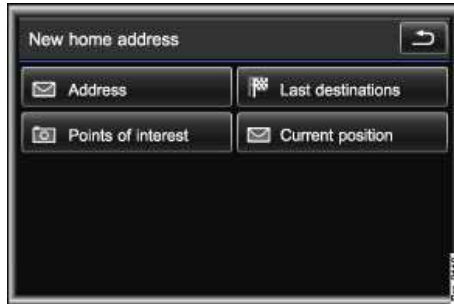 New home address
Address
Last destinations
Points of interest
Current position